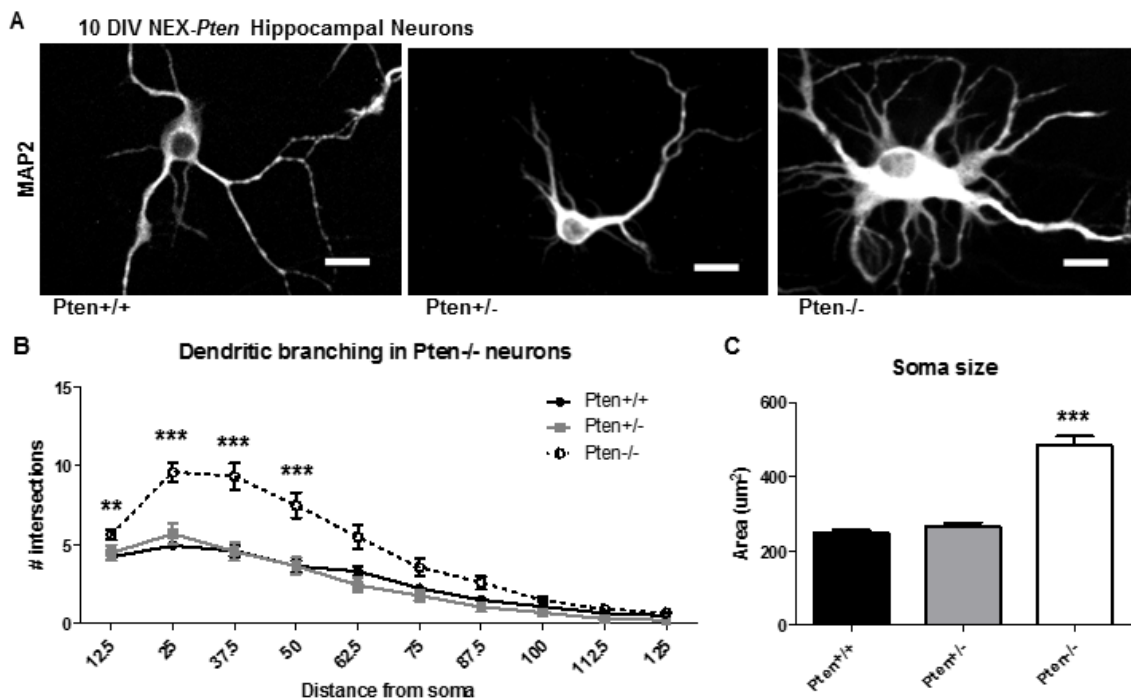 A
10 DIV NEX-Pten Hippocampal Neurons
MAP2
Pten+/+
Pten+/-
Pten-/-
B
Dendritic branching in Pten-/- neurons
# intersections
15
10
5
0
** *** *** ***
Pten+/+
Pten+/-
Pten-/-
12.5 25 37.5 50 62.5 75 87.5 100 112.5 125
Distance from soma
C
Soma size
Area (um²)
600
400
200
0
***
Pten+/+ Pten+/- Pten-/-